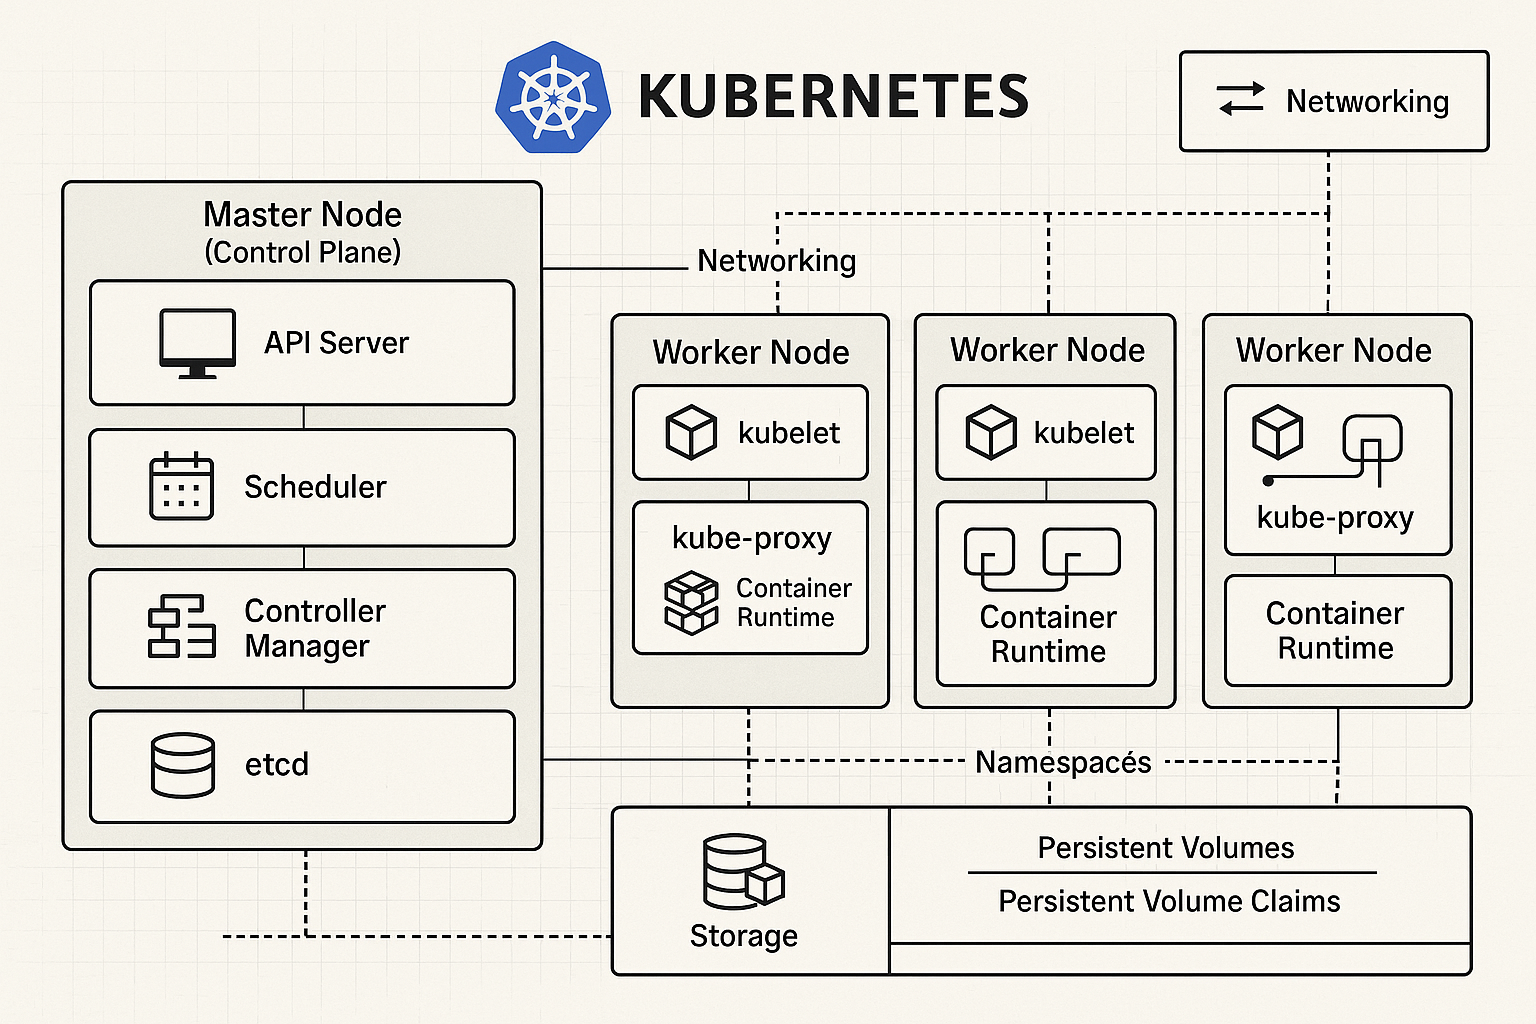 KUBERNETES
Networking
Master Node
(Control Plane)
API Server
Scheduler
Controller
Manager
etcd
Networking
Worker Node
kubelet
kube-proxy
Container
Runtime
Worker Node
kubelet
Container
Runtime
Worker Node
kube-proxy
Container
Runtime
Namespacés
Storage
Persistent Volumes
Persistent Volume Claims